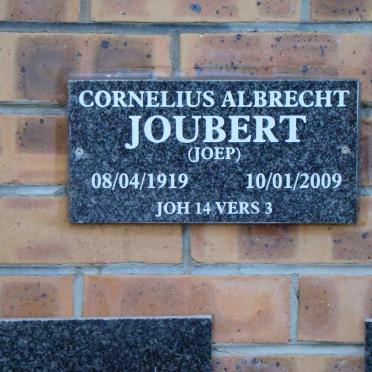 CORNELIUS ALBRECHT
JOUBERT
(JOEP)
08/04/1919 10/01/2009
JOH 14 VERS 3